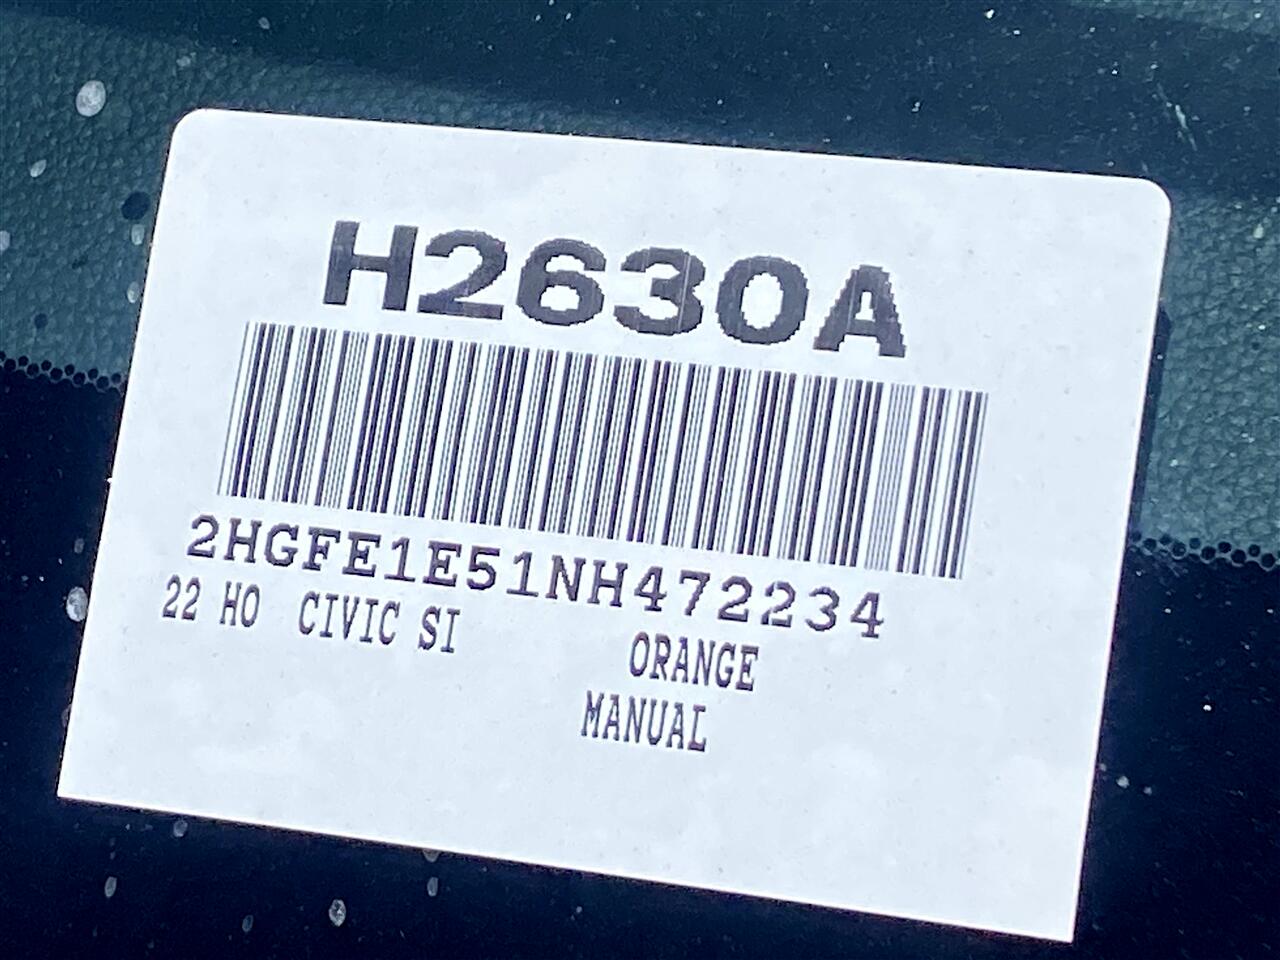 H2630A
2HGFE1E51NH472234
22 HO CIVIC SI
ORANGE
MANUAL